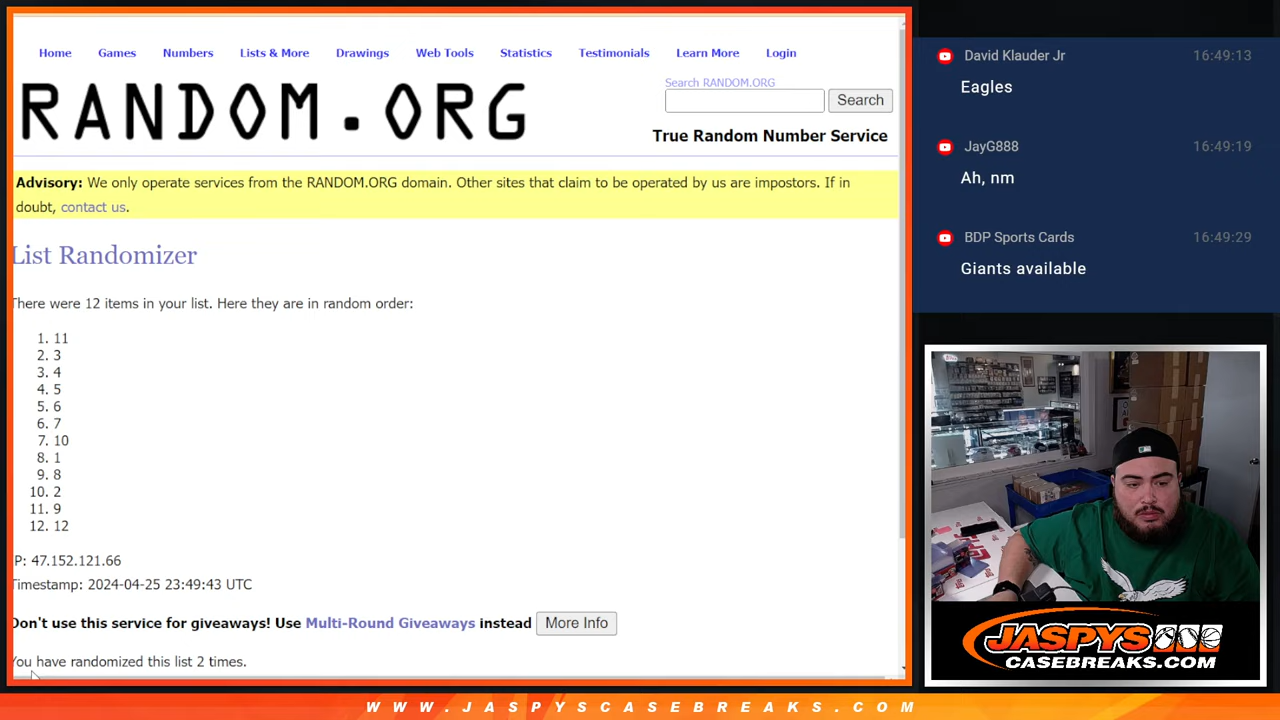 Home Games Numbers Lists & More Drawings Web Tools Statistics Testimonials Learn More Login
RANDOM.ORG
Search RANDOM.ORG
Search
True Random Number Service
Advisory: We only operate services from the RANDOM.ORG domain. Other sites that claim to be operated by us are impostors. If in
doubt, contact us.
List Randomizer
There were 12 items in your list. Here they are in random order:
1. 11
2. 3
3. 4
4. 5
5. 6
6. 7
7. 10
8. 1
9. 8
10. 2
11. 9
12. 12
P: 47.152.121.66
Timestamp: 2024-04-25 23:49:43 UTC
Don't use this service for giveaways! Use Multi-Round Giveaways instead More Info
You have randomized this list 2 times.
David Klauder Jr 16:49:13
Eagles
JayG888 16:49:19
Ah, nm
BDP Sports Cards 16:49:29
Giants available
JASPYS
CASEBREAKS.COM
WWW.JASPYSCASEBREAKS.COM